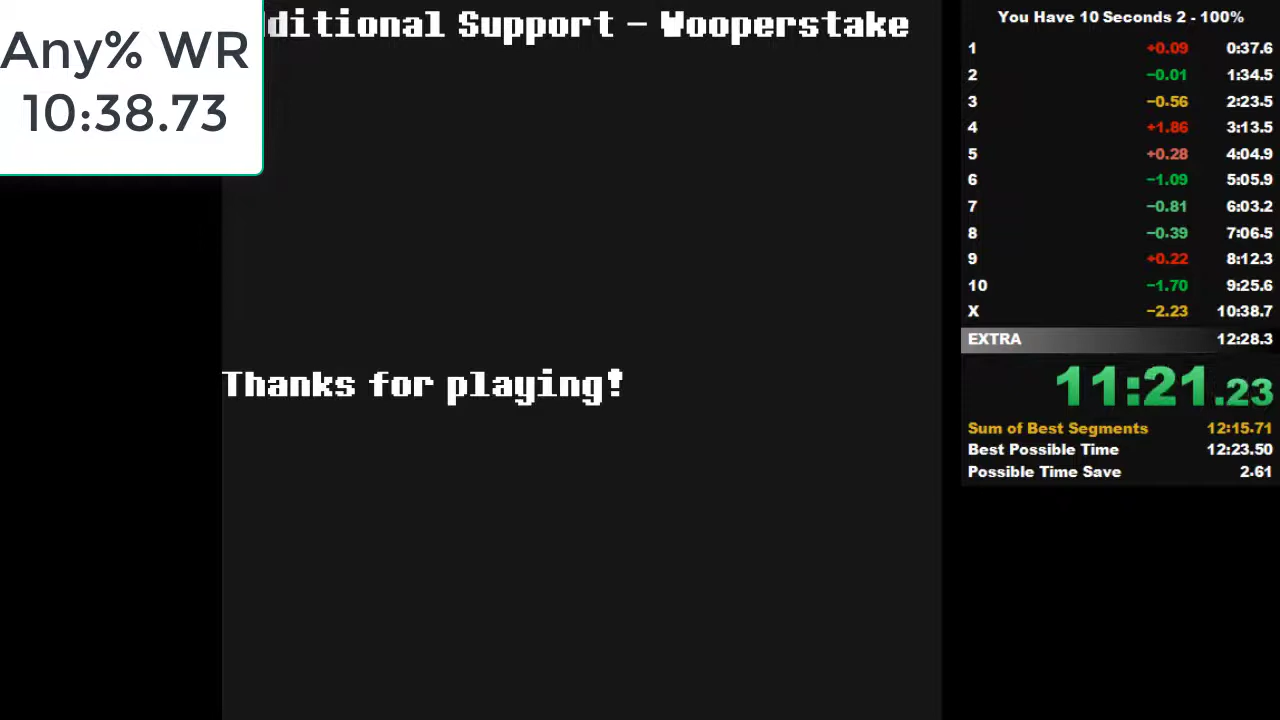 Any% WR
10:38.73
ditional Support - Wooperstake
Thanks for playing!
You Have 10 Seconds 2 - 100%
1 +0.09 0:37.6
2 −0.01 1:34.5
3 −0.56 2:23.5
4 +1.86 3:13.5
5 +0.28 4:04.9
6 −1.09 5:05.9
7 −0.81 6:03.2
8 −0.39 7:06.5
9 +0.22 8:12.3
10 −1.70 9:25.6
X −2.23 10:38.7
EXTRA 12:28.3
11:21.23
Sum of Best Segments 12:15.71
Best Possible Time 12:23.50
Possible Time Save 2.61